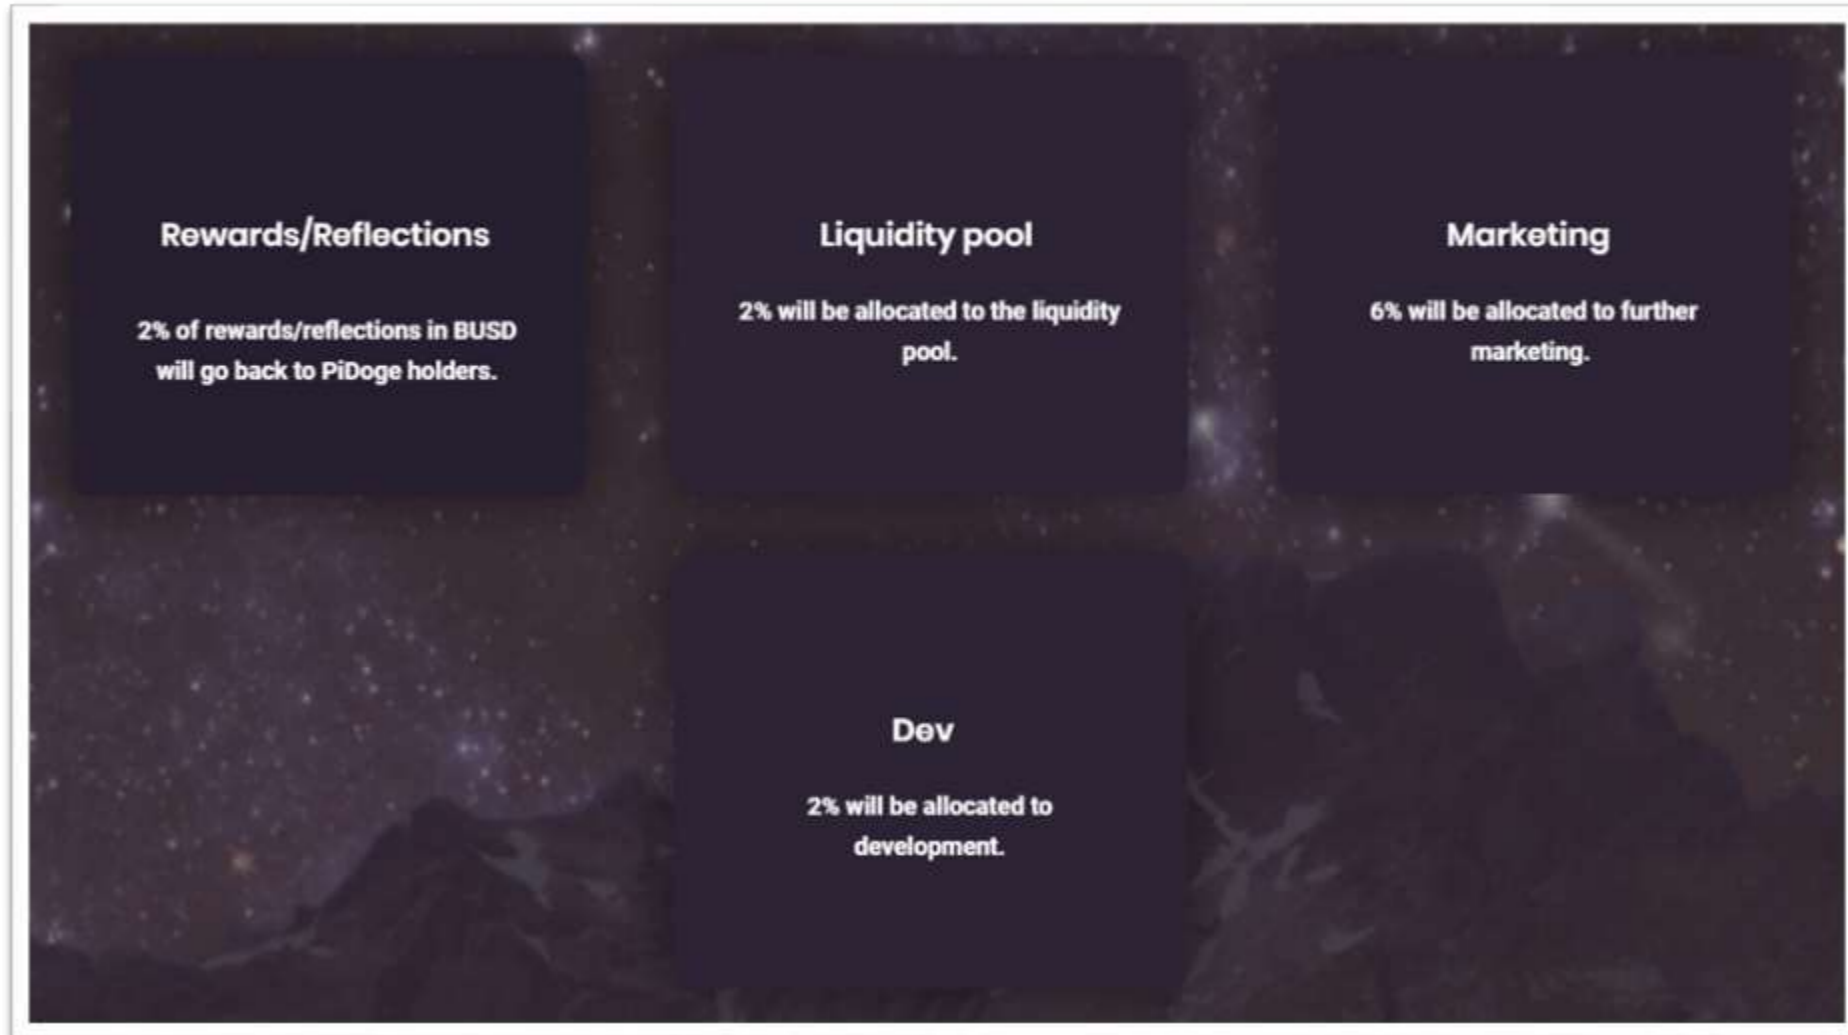 Rewards/Reflections
2% of rewards/reflections in BUSD
will go back to PiDoge holders.
Liquidity pool
2% will be allocated to the liquidity
pool.
Marketing
6% will be allocated to further
marketing.
Dev
2% will be allocated to
development.